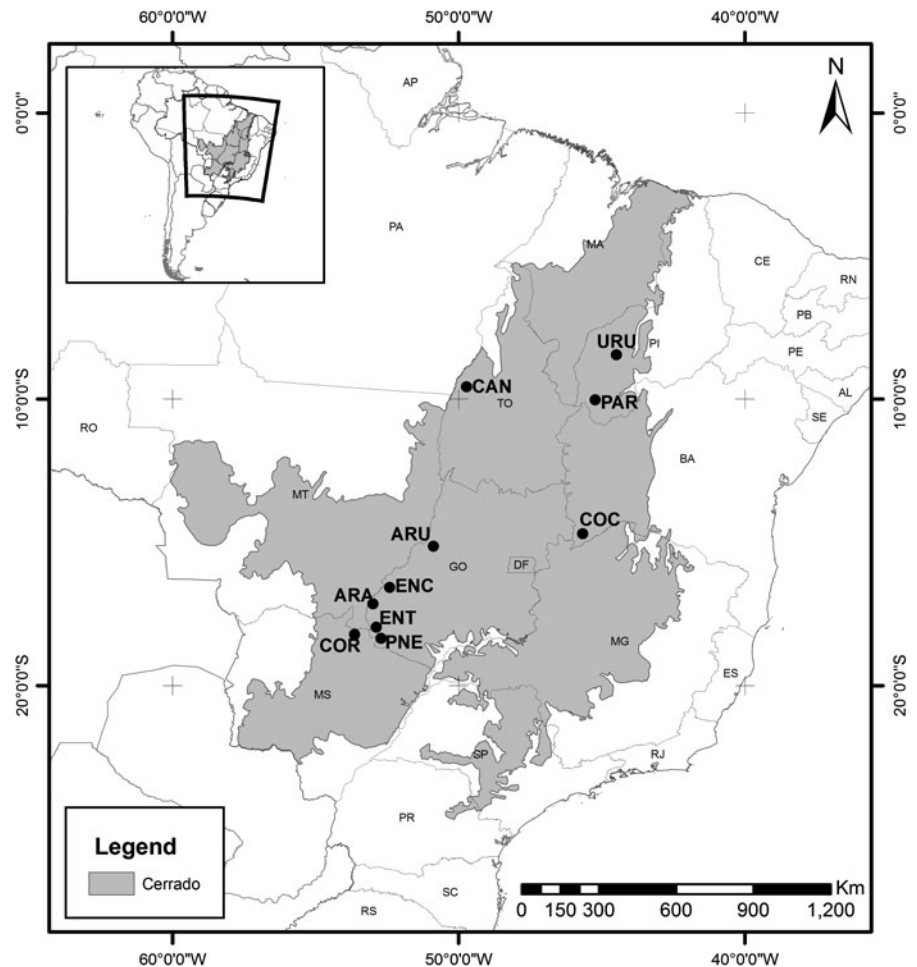 60°0'0"W 50°0'0"W 40°0'0"W
N
AP
0°0'0" 0°0'0"
PA
MA
CE
RN
PB
URU
PI
PE
CAN
TO
PAR
AL
10°0'0"S 10°0'0"S
SE
RO
BA
MT
COC
ARU
GO
DF
ENC
ARA
ENT
COR
PNE
MG
ES
20°0'0"S 20°0'0"S
MS
SP
RJ
PR
Legend
Cerrado
SC
RS
Km
0 150 300 600 900 1,200
60°0'0"W 50°0'0"W 40°0'0"W